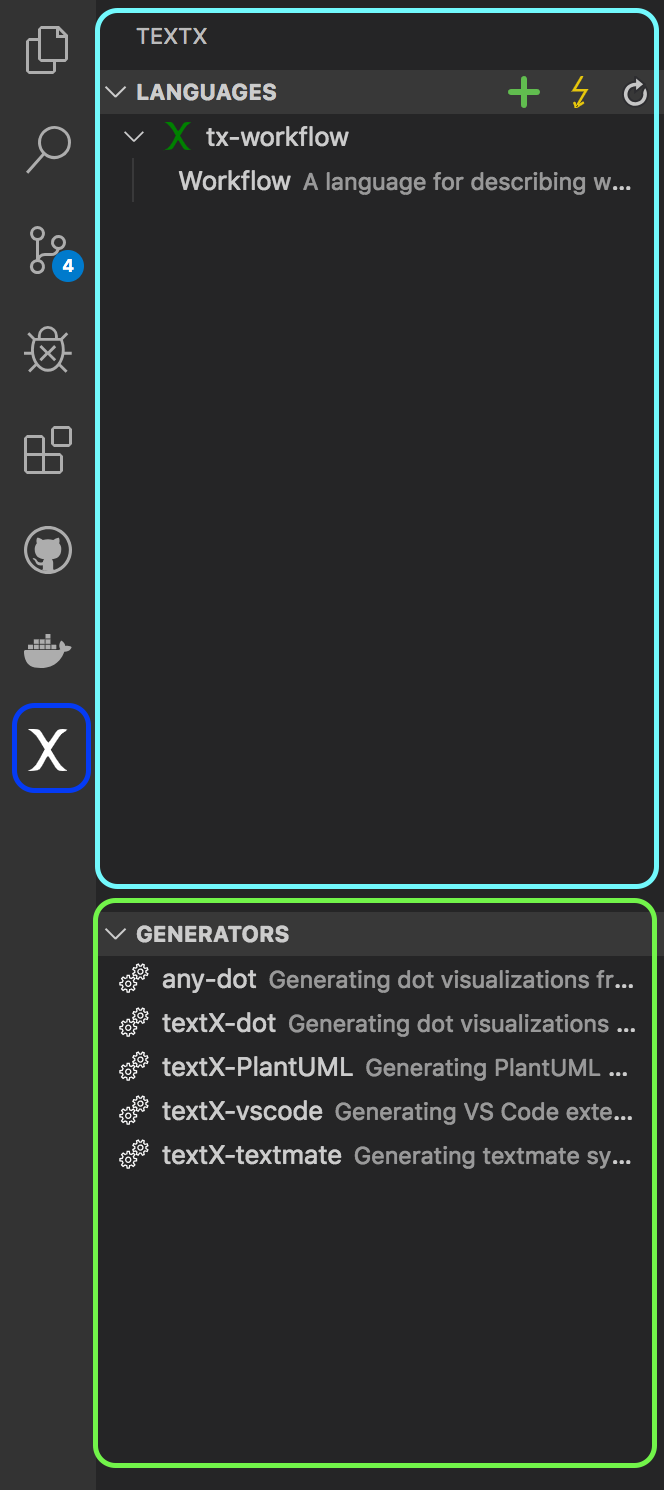 TEXTX
LANGUAGES
tx-workflow
Workflow A language for describing w...
4
GENERATORS
any-dot Generating dot visualizations fr...
textX-dot Generating dot visualizations ...
textX-PlantUML Generating PlantUML ...
textX-vscode Generating VS Code exte...
textX-textmate Generating textmate sy...